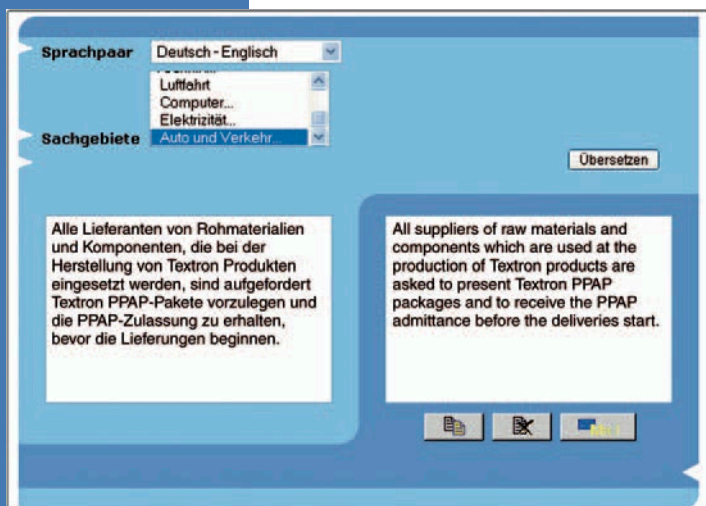 Sprachpaar Deutsch - Englisch
Luftfahrt
Computer...
Elektrizität...
Sachgebiete Auto und Verkehr...
Übersetzen
Alle Lieferanten von Rohmaterialien
und Komponenten, die bei der
Herstellung von Textron Produkten
eingesetzt werden, sind aufgefordert
Textron PPAP-Pakete vorzulegen und
die PPAP-Zulassung zu erhalten,
bevor die Lieferungen beginnen.
All suppliers of raw materials and
components which are used at the
production of Textron products are
asked to present Textron PPAP
packages and to receive the PPAP
admittance before the deliveries start.